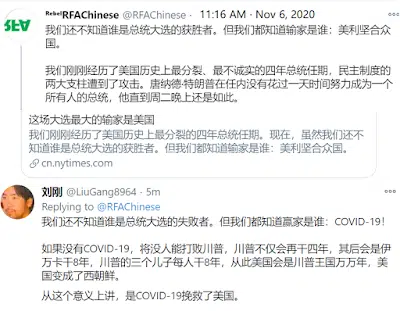 RebelRFAChinese @RFAChinese · 11:16 AM · Nov 6, 2020
我们还不知道谁是总统大选的获胜者。但我们都知道输家是谁：美利坚合众
国。
我们刚刚经历了美国历史上最分裂、最不诚实的四年总统任期，民主制度的
两大支柱遭到了攻击。唐纳德·特朗普在任内没有花过一天时间努力成为一个
所有人的总统，他直到周二晚上还是如此。
这场大选最大的输家是美国
我们刚刚经历了美国历史上最分裂的四年总统任期。现在，虽然我们还不
知道谁是总统大选的获胜者。但我们都知道输家是谁：美利坚合众国。
cn.nytimes.com
刘刚 @LiuGang8964 · 5m
Replying to @RFAChinese
我们还不知道谁是总统大选的失败者。但我们都知道赢家是谁：COVID-19！
如果没有COVID-19，将没人能打败川普，川普不仅会再干四年，其后会是伊
万卡干8年，川普的三个儿子每人干8年，从此美国会是川普王国万万年，美
国变成了西朝鲜。
从这个意义上讲，是COVID-19挽救了美国。